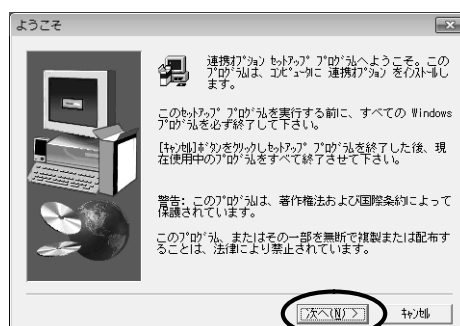 ようこそ
連携ｵﾌﾟｼｮﾝ ｾｯﾄｱｯﾌﾟ ﾌﾟﾛｸﾞﾗﾑへようこそ。この
ﾌﾟﾛｸﾞﾗﾑは、ｺﾝﾋﾟｭｰﾀに 連携ｵﾌﾟｼｮﾝ をｲﾝｽﾄｰﾙし
ます。
このｾｯﾄｱｯﾌﾟ ﾌﾟﾛｸﾞﾗﾑを実行する前に、すべての Windows
ﾌﾟﾛｸﾞﾗﾑを必ず終了して下さい。
[ｷｬﾝｾﾙ]ﾎﾞﾀﾝをｸﾘｯｸしｾｯﾄｱｯﾌﾟ ﾌﾟﾛｸﾞﾗﾑを終了した後、現
在使用中のﾌﾟﾛｸﾞﾗﾑをすべて終了させて下さい。
警告: このﾌﾟﾛｸﾞﾗﾑは、著作権法および国際条約によって
保護されています。
このﾌﾟﾛｸﾞﾗﾑ、またはその一部を無断で複製または配布す
ることは、法律により禁止されています。
次へ(N) >
ｷｬﾝｾﾙ